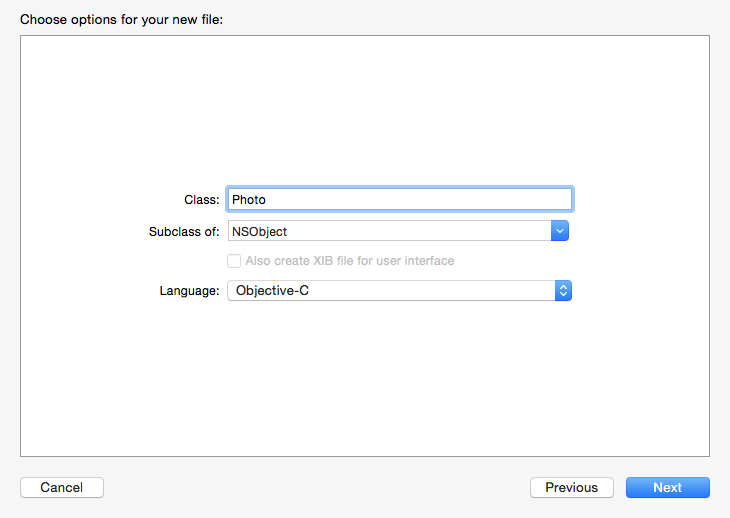 Choose options for your new file:
Class: Photo
Subclass of: NSObject
Also create XIB file for user interface
Language: Objective-C
Cancel Previous Next